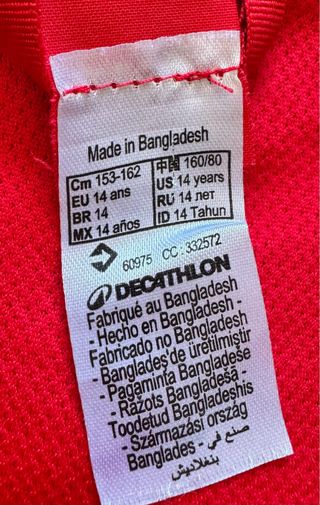 Made in Bangladesh
Cm 153-162 中国 160/80
EU 14 ans US 14 years
BR 14 RU 14 лет
MX 14 años ID 14 Tahun
60975 CC : 332572
DECATHLON
Fabriqué au Bangladesh
- Hecho en Bangladesh -
Fabricado no Bangladesh
- Banglades'de üretilmiştir
- Pagaminta Bangladeše
- Ražots Bangladešā -
Toodetud Bangladeshis
- Származási ország
Banglades - صنع في
بنغلاديش